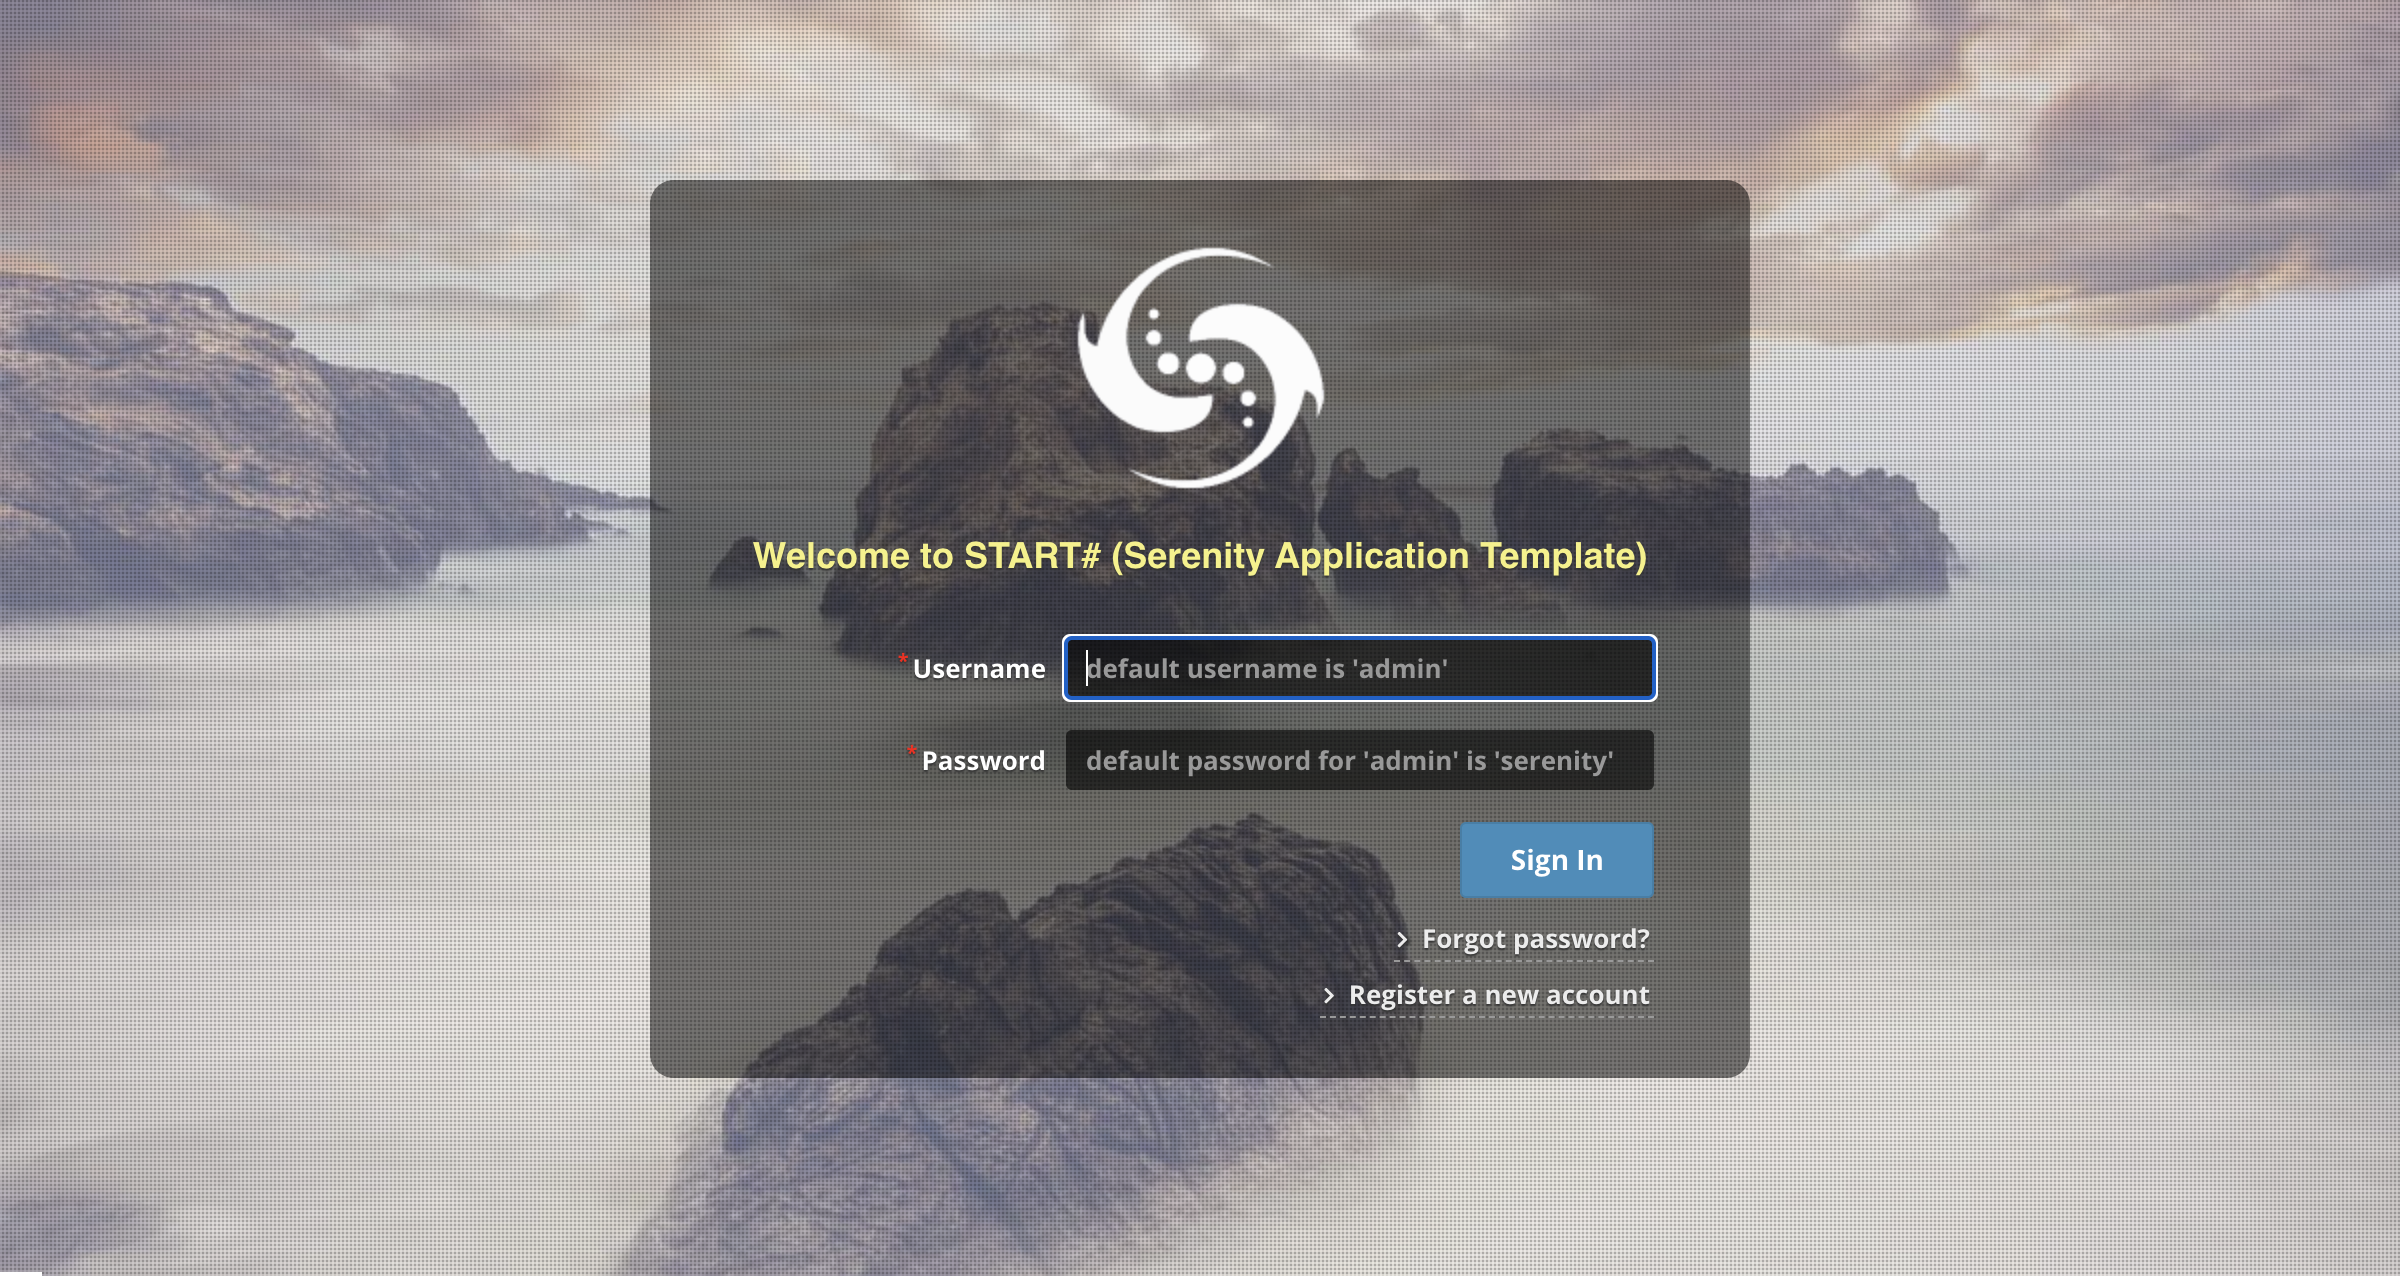 Welcome to START# (Serenity Application Template)
* Username
default username is 'admin'
* Password
default password for 'admin' is 'serenity'
Sign In
Forgot password?
Register a new account